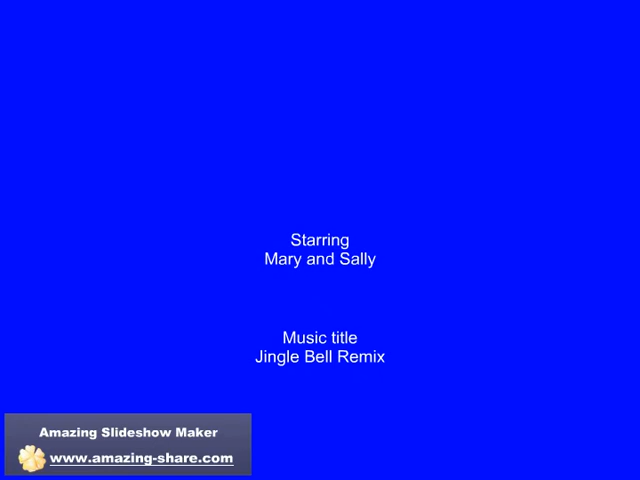 Starring
Mary and Sally
Music title
Jingle Bell Remix
Amazing Slideshow Maker
www.amazing-share.com